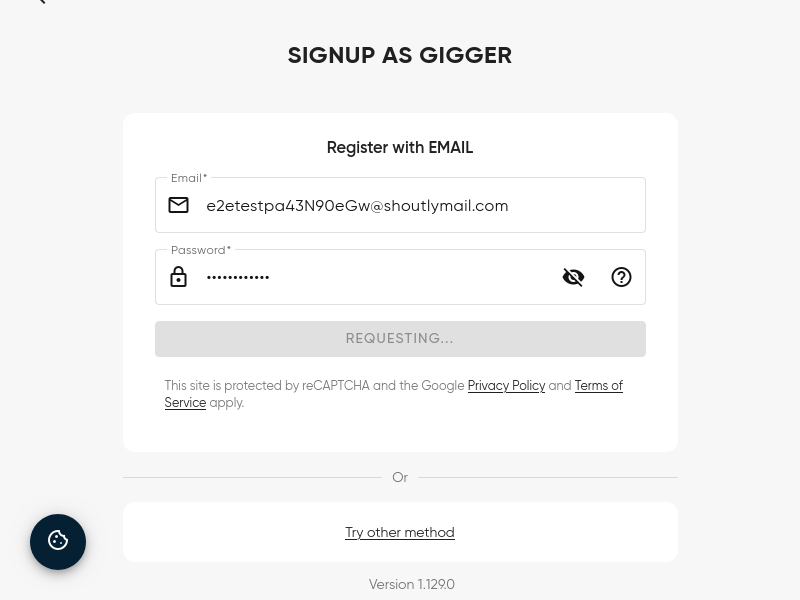 SIGNUP AS GIGGER
Register with EMAIL
Email*
e2etestpa43N90eGw@shoutlymail.com
Password*
••••••••••••
REQUESTING...
This site is protected by reCAPTCHA and the Google Privacy Policy and Terms of
Service apply.
Or
Try other method
Version 1.129.0